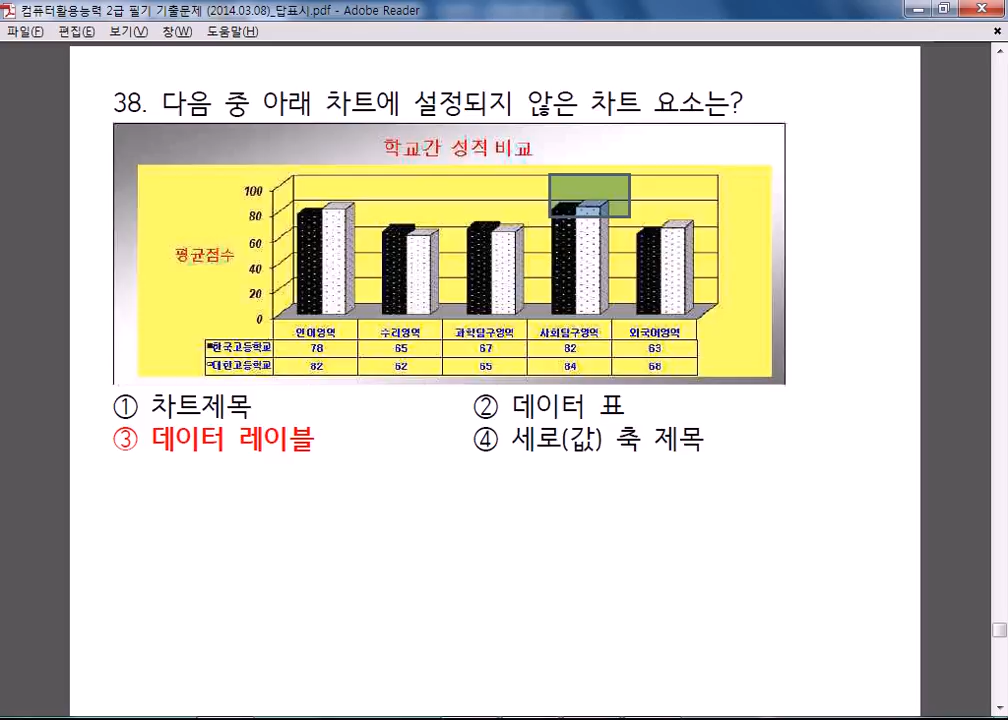 컴퓨터활용능력 2급 필기 기출문제 (2014.03.08)_답표시.pdf - Adobe Reader
파일(F) 편집(E) 보기(V) 창(W) 도움말(H)
38. 다음 중 아래 차트에 설정되지 않은 차트 요소는?
학교간 성적 비교
평균점수
100
80
60
40
20
0
언어영역 수리영역 과학탐구영역 사회탐구영역 외국어영역
한국고등학교 78 65 67 82 63
대한고등학교 82 62 65 84 68
① 차트제목 ② 데이터 표
③ 데이터 레이블 ④ 세로(값) 축 제목